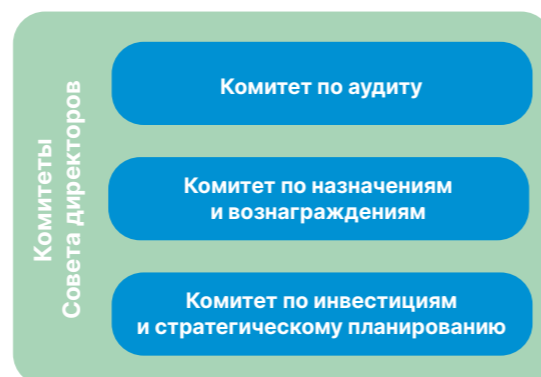 Комитеты
Совета директоров
Комитет по аудиту
Комитет по назначениям
и вознаграждениям
Комитет по инвестициям
и стратегическому планированию